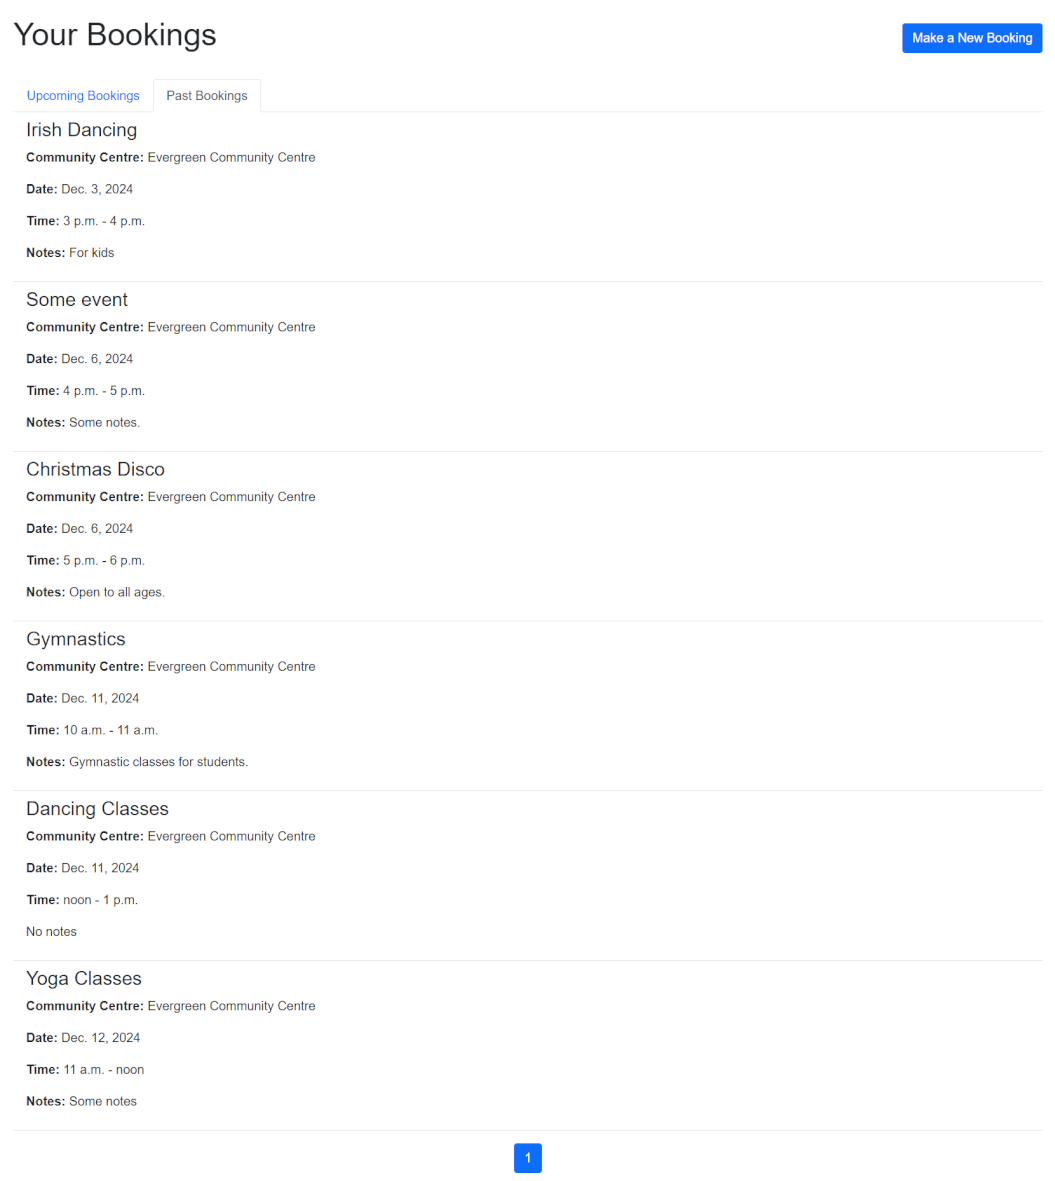 Your Bookings
Make a New Booking
Upcoming Bookings
Past Bookings
Irish Dancing
Community Centre: Evergreen Community Centre
Date: Dec. 3, 2024
Time: 3 p.m. - 4 p.m.
Notes: For kids
Some event
Community Centre: Evergreen Community Centre
Date: Dec. 6, 2024
Time: 4 p.m. - 5 p.m.
Notes: Some notes.
Christmas Disco
Community Centre: Evergreen Community Centre
Date: Dec. 6, 2024
Time: 5 p.m. - 6 p.m.
Notes: Open to all ages.
Gymnastics
Community Centre: Evergreen Community Centre
Date: Dec. 11, 2024
Time: 10 a.m. - 11 a.m.
Notes: Gymnastic classes for students.
Dancing Classes
Community Centre: Evergreen Community Centre
Date: Dec. 11, 2024
Time: noon - 1 p.m.
No notes
Yoga Classes
Community Centre: Evergreen Community Centre
Date: Dec. 12, 2024
Time: 11 a.m. - noon
Notes: Some notes
1